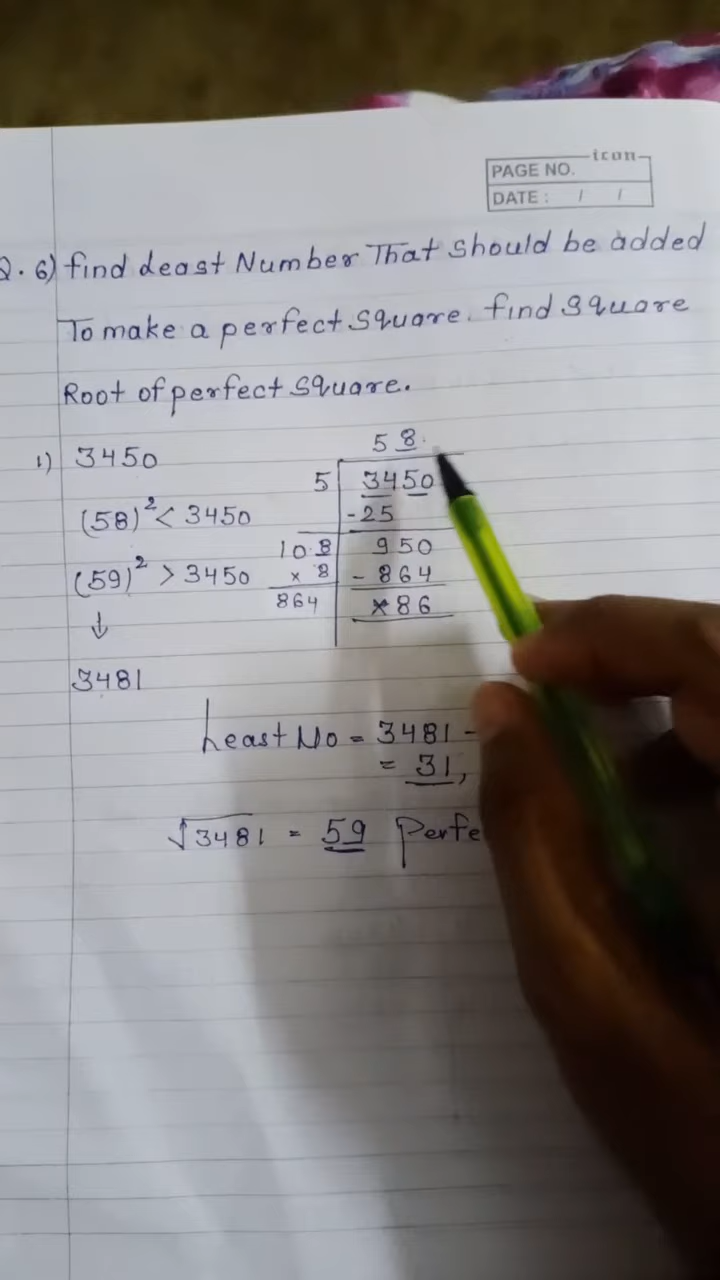 icon
PAGE NO.
DATE : / /
Q. 6) find Least Number That should be added
To make a perfect square. find square
Root of perfect square.
1) 3450
(58)² < 3450
(59)² > 3450
↓
3481
5 8
5 3450
-25
108 950
× 8 - 864
864 ×86
Least No = 3481 -
= 31,
√3481 = 59